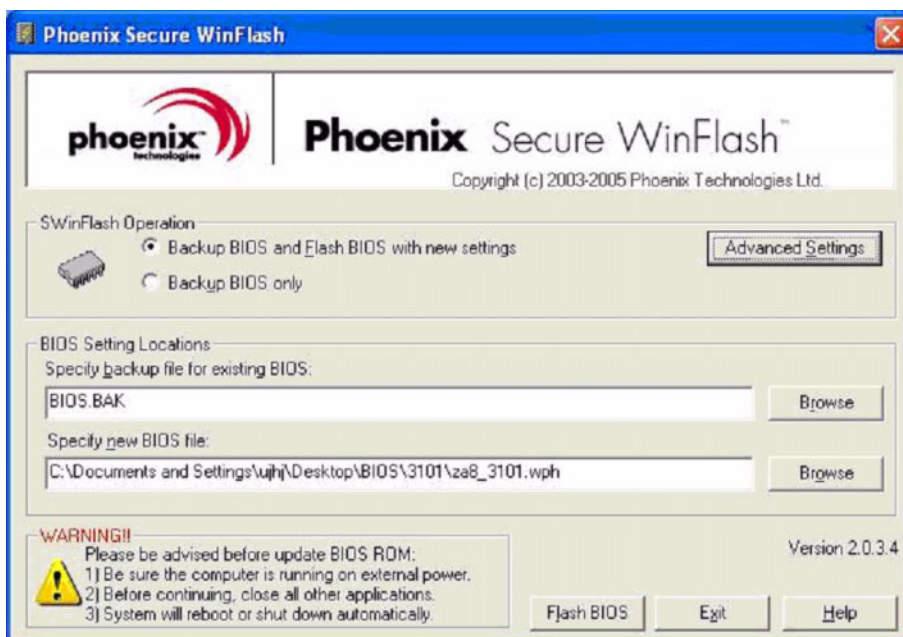 Phoenix Secure WinFlash
phoenix™
technologies
Phoenix Secure WinFlash™
Copyright (c) 2003-2005 Phoenix Technologies Ltd.
SWinFlash Operation
Backup BIOS and Flash BIOS with new settings
Advanced Settings
Backup BIOS only
BIOS Setting Locations
Specify backup file for existing BIOS:
BIOS.BAK
Browse
Specify new BIOS file:
C:\Documents and Settings\ujhj\Desktop\BIOS\3101\za8_3101.wph
Browse
WARNING!!
Please be advised before update BIOS ROM:
1) Be sure the computer is running on external power.
2) Before continuing, close all other applications.
3) System will reboot or shut down automatically.
Version 2.0.3.4
Flash BIOS
Exit
Help